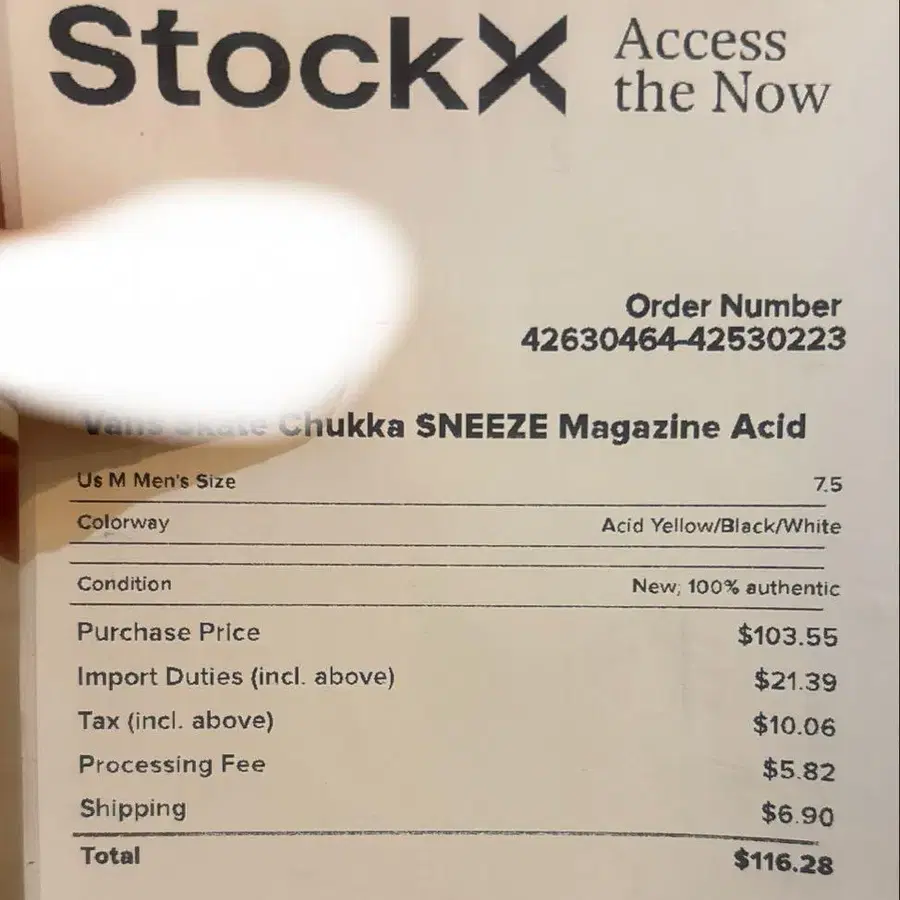 StockX
Access
the Now
Order Number
42630464-42530223
Vans Skate Chukka SNEEZE Magazine Acid
Us M Men's Size 7.5
Colorway Acid Yellow/Black/White
Condition New; 100% authentic
Purchase Price $103.55
Import Duties (incl. above) $21.39
Tax (incl. above) $10.06
Processing Fee $5.82
Shipping $6.90
Total $116.28